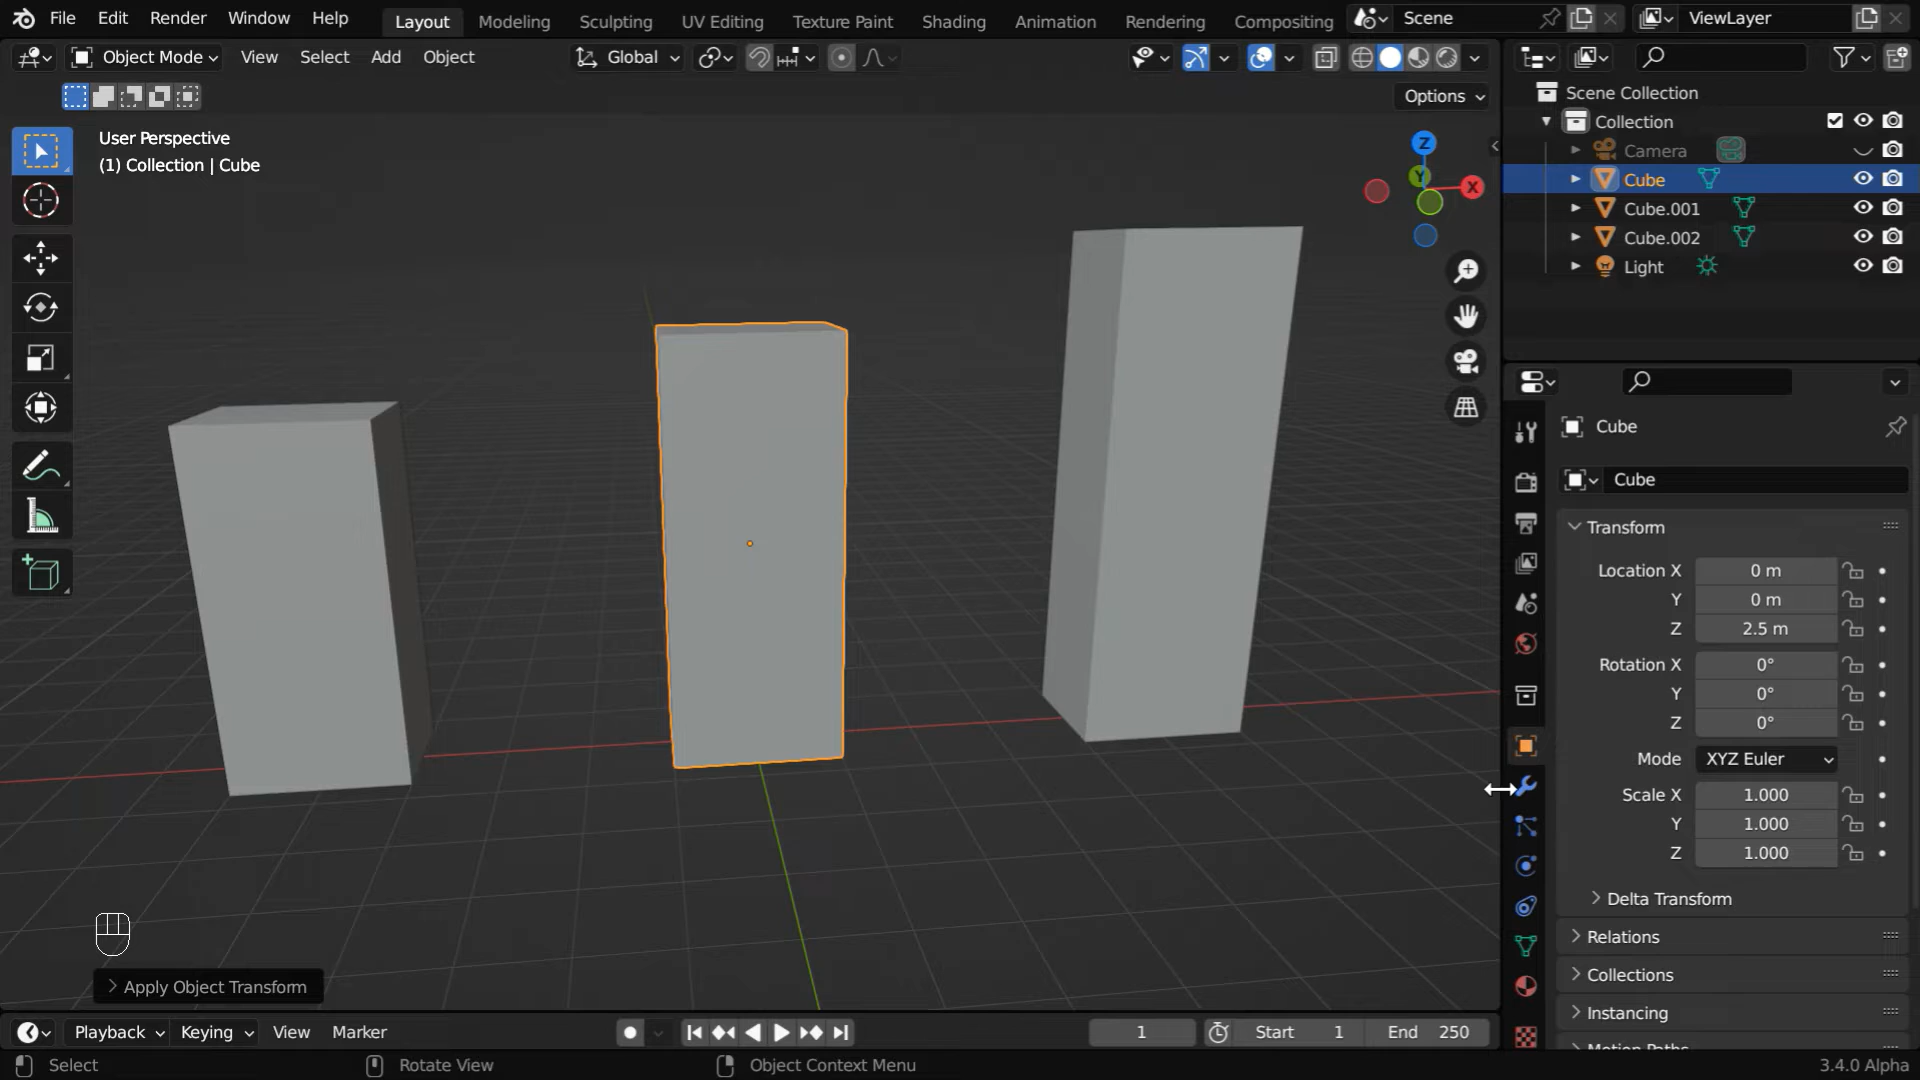 File Edit Render Window Help Layout Modeling Sculpting UV Editing Texture Paint Shading Animation Rendering Compositing Scene ViewLayer
Object Mode View Select Add Object Global
Options
User Perspective
(1) Collection | Cube
Z
Y
X
Scene Collection
Collection
Camera
Cube
Cube.001
Cube.002
Light
Cube
Cube
Transform
Location X 0 m
Y 0 m
Z 2.5 m
Rotation X 0°
Y 0°
Z 0°
Mode XYZ Euler
Scale X 1.000
Y 1.000
Z 1.000
Delta Transform
Relations
Collections
Instancing
Motion Paths
Apply Object Transform
Playback Keying View Marker 1 Start 1 End 250
Select Rotate View Object Context Menu 3.4.0 Alpha